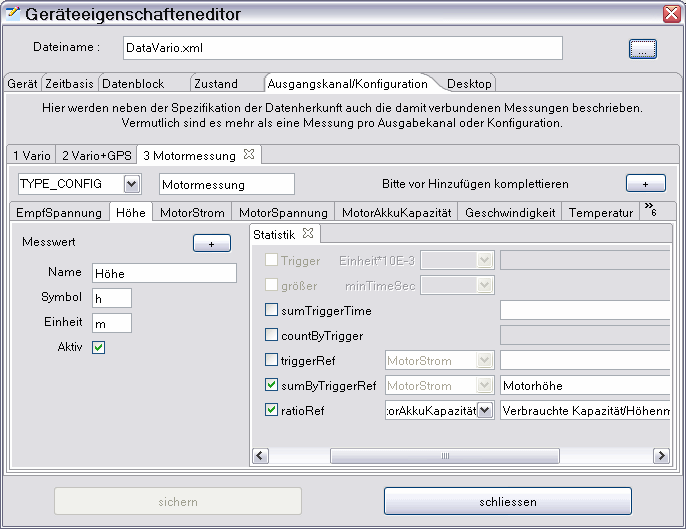 Geräteeigenschafteneditor
Dateiname :
DataVario.xml
...
Gerät
Zeitbasis
Datenblock
Zustand
Ausgangskanal/Konfiguration
Desktop
Hier werden neben der Spezifikation der Datenherkunft auch die damit verbundenen Messungen beschrieben.
Vermutlich sind es mehr als eine Messung pro Ausgabekanal oder Konfiguration.
1 Vario
2 Vario+GPS
3 Motormessung
TYPE_CONFIG
Motormessung
Bitte vor Hinzufügen komplettieren
+
EmpfSpannung
Höhe
MotorStrom
MotorSpannung
MotorAkkuKapazität
Geschwindigkeit
Temperatur
»6
Messwert
+
Name
Höhe
Symbol
h
Einheit
m
Aktiv
Statistik
Trigger
Einheit*10E-3
größer
minTimeSec
sumTriggerTime
countByTrigger
triggerRef
MotorStrom
sumByTriggerRef
MotorStrom
Motorhöhe
ratioRef
torAkkuKapazität
Verbrauchte Kapazität/Höhenm
sichern
schliessen